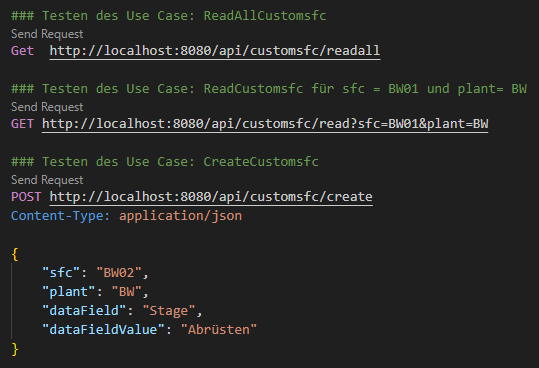 ### Testen des Use Case: ReadAllCustomsfc
Send Request
Get  http://localhost:8080/api/customsfc/readall
### Testen des Use Case: ReadCustomsfc für sfc = BW01 und plant= BW
Send Request
GET http://localhost:8080/api/customsfc/read?sfc=BW01&plant=BW
### Testen des Use Case: CreateCustomsfc
Send Request
POST http://localhost:8080/api/customsfc/create
Content-Type: application/json
{
    "sfc": "BW02",
    "plant": "BW",
    "dataField": "Stage",
    "dataFieldValue": "Abrüsten"
}